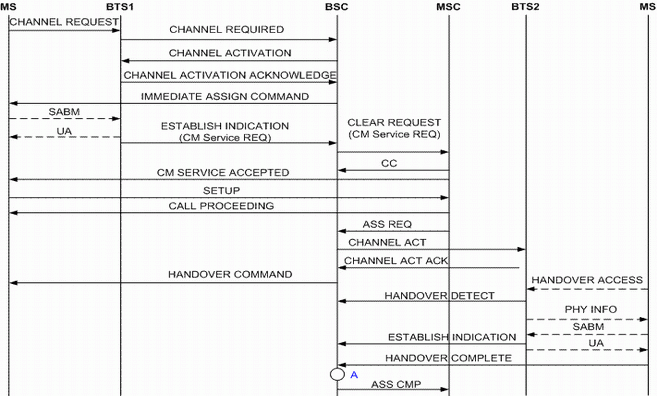 MS BTS1 BSC MSC BTS2 MS
CHANNEL REQUEST
CHANNEL REQUIRED
CHANNEL ACTIVATION
CHANNEL ACTIVATION ACKNOWLEDGE
IMMEDIATE ASSIGN COMMAND
SABM
UA
ESTABLISH INDICATION
(CM Service REQ)
CLEAR REQUEST
(CM Service REQ)
CC
CM SERVICE ACCEPTED
SETUP
CALL PROCEEDING
ASS REQ
CHANNEL ACT
CHANNEL ACT ACK
HANDOVER COMMAND
HANDOVER ACCESS
HANDOVER DETECT
PHY INFO
SABM
ESTABLISH INDICATION
UA
HANDOVER COMPLETE
A
ASS CMP